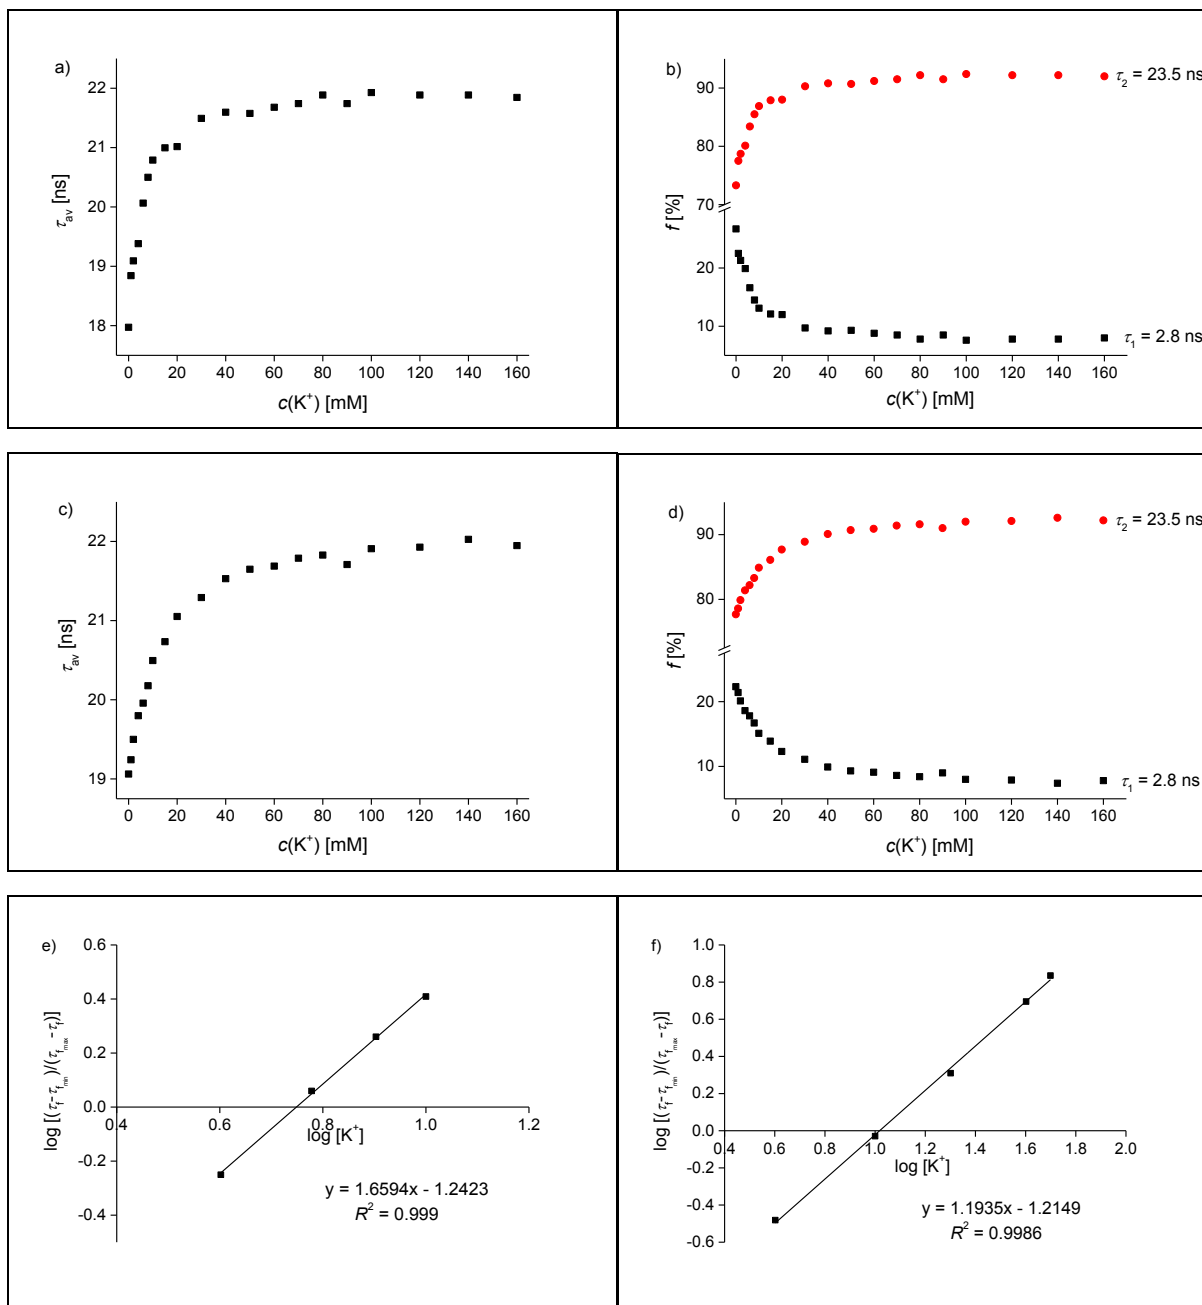 a)
τav [ns]
22
21
20
19
18
0 20 40 60 80 100 120 140 160
c(K+) [mM]
b)
f [%]
90
80
70
20
10
τ2 = 23.5 ns
τ1 = 2.8 ns
0 20 40 60 80 100 120 140 160
c(K+) [mM]
c)
τav [ns]
22
21
20
19
0 20 40 60 80 100 120 140 160
c(K+) [mM]
d)
f [%]
90
80
20
10
τ2 = 23.5 ns
τ1 = 2.8 ns
0 20 40 60 80 100 120 140 160
c(K+) [mM]
e)
log [(τf-τfmin)/(τfmax-τf)]
0.6
0.4
0.2
0.0
-0.2
-0.4
0.4 0.6 0.8 1.0 1.2
log [K+]
y = 1.6594x - 1.2423
R2 = 0.999
f)
log [(τf-τfmin)/(τfmax-τf)]
1.0
0.8
0.6
0.4
0.2
0.0
-0.2
-0.4
-0.6
0.4 0.6 0.8 1.0 1.2 1.4 1.6 1.8 2.0
log [K+]
y = 1.1935x - 1.2149
R2 = 0.9986